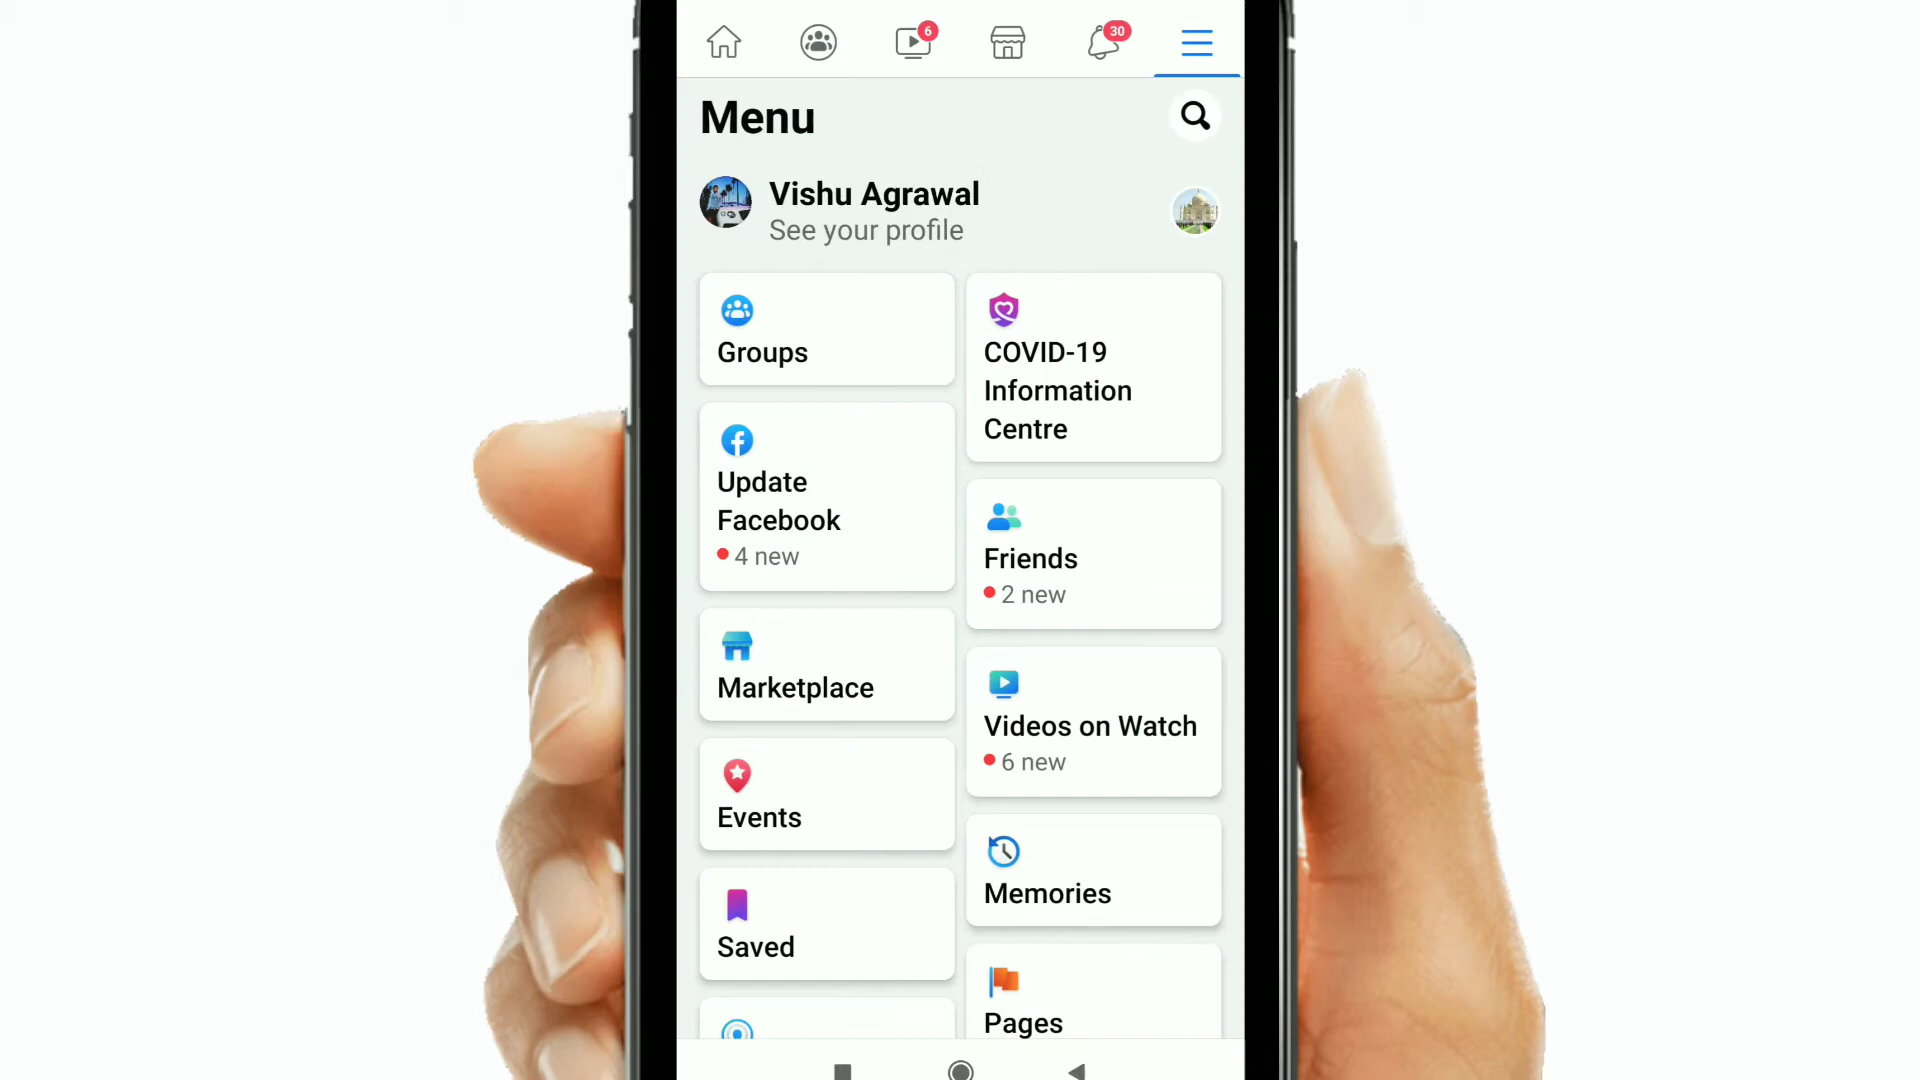 6
30
Menu
Vishu Agrawal
See your profile
Groups
COVID-19
Information
Centre
Update
Facebook
4 new
Friends
2 new
Marketplace
Videos on Watch
6 new
Events
Memories
Saved
Pages